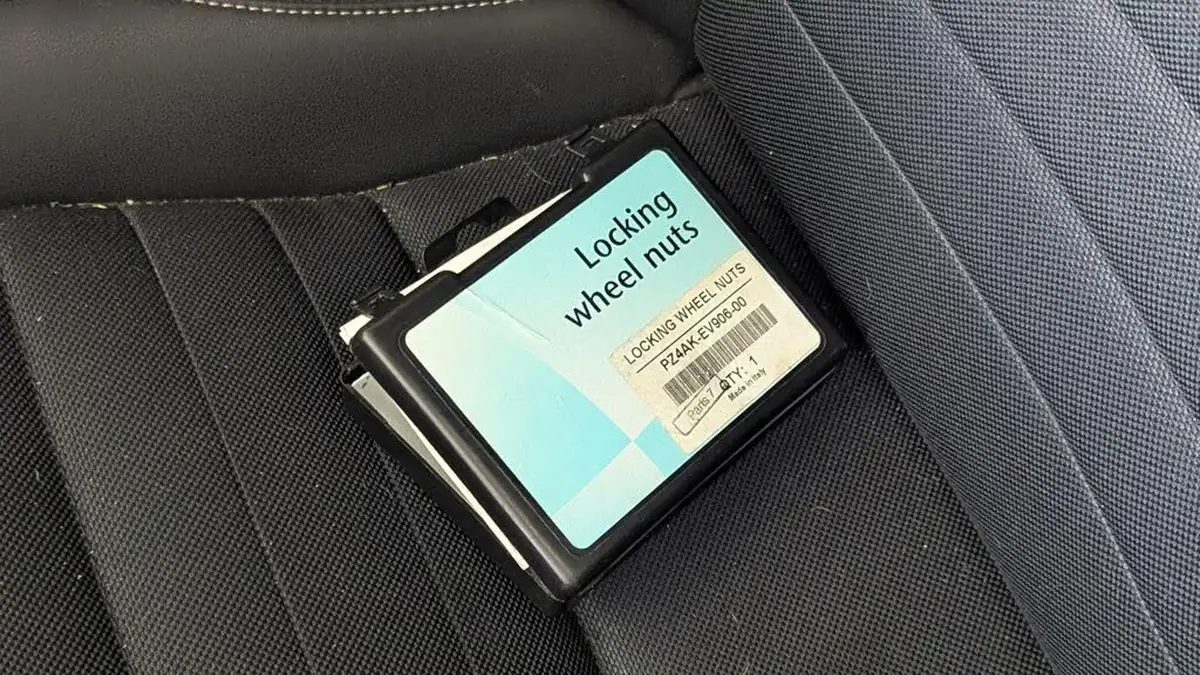 Locking
wheel nuts
LOCKING WHEEL NUTS
PZ4AK-EV906-00
QTY: 1
Parts 7
Made in Italy